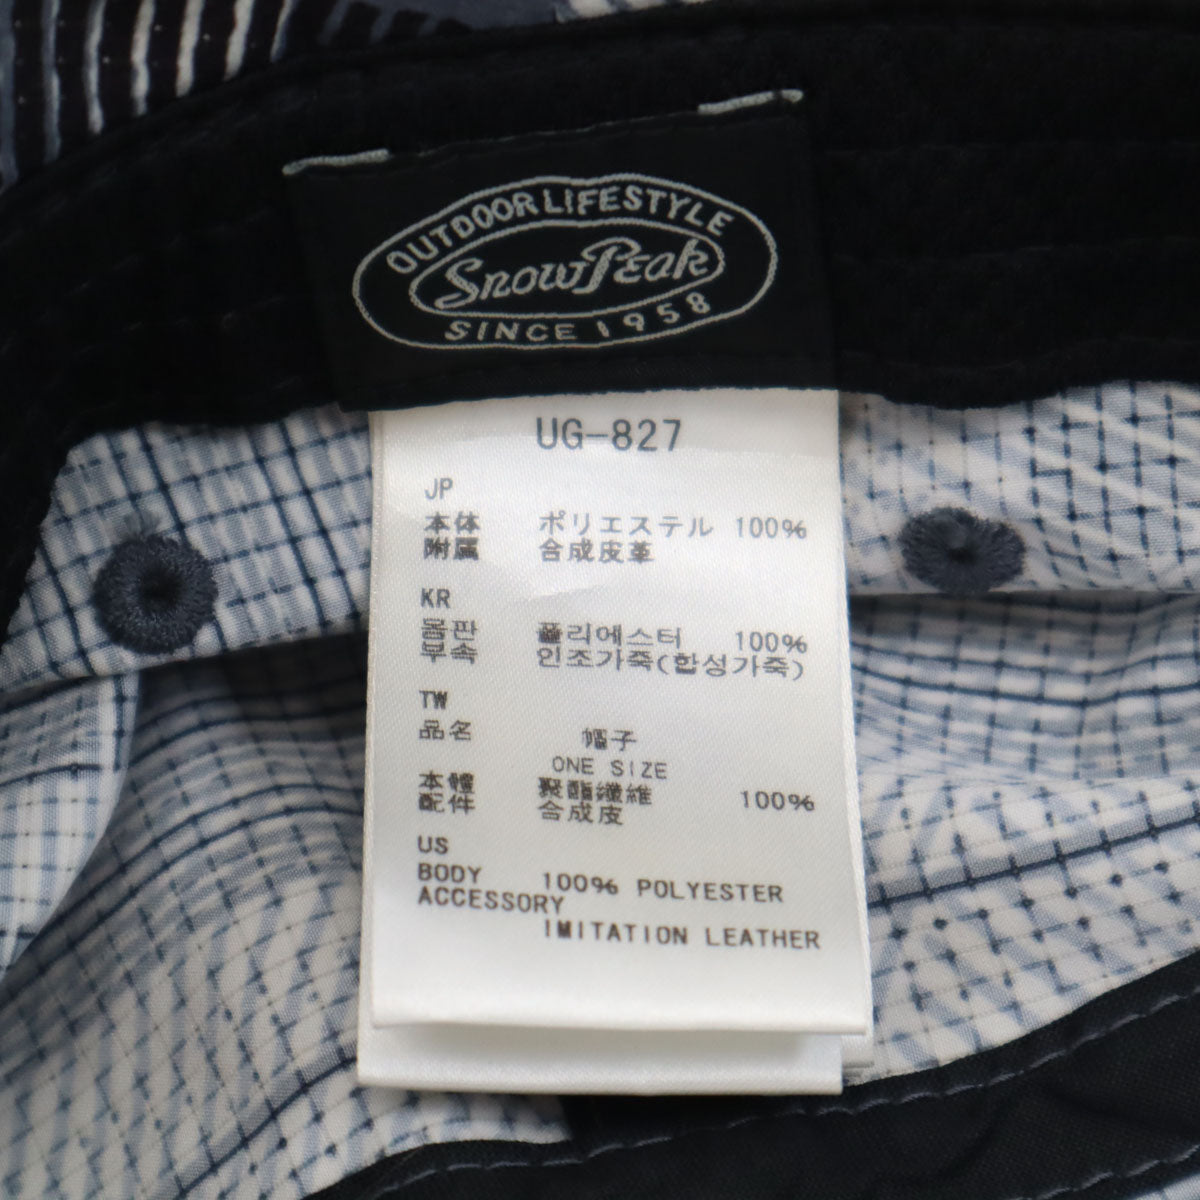 OUTDOOR LIFESTYLE
Snow Peak
SINCE 1958
UG-827
JP
本体 ポリエステル 100%
附属 合成皮革
KR
몸판 폴리에스터 100%
부속 인조가죽(합성가죽)
TW
品名 帽子
ONE SIZE
本體 聚酯纖維 100%
配件 合成皮
US
BODY 100% POLYESTER
ACCESSORY
IMITATION LEATHER